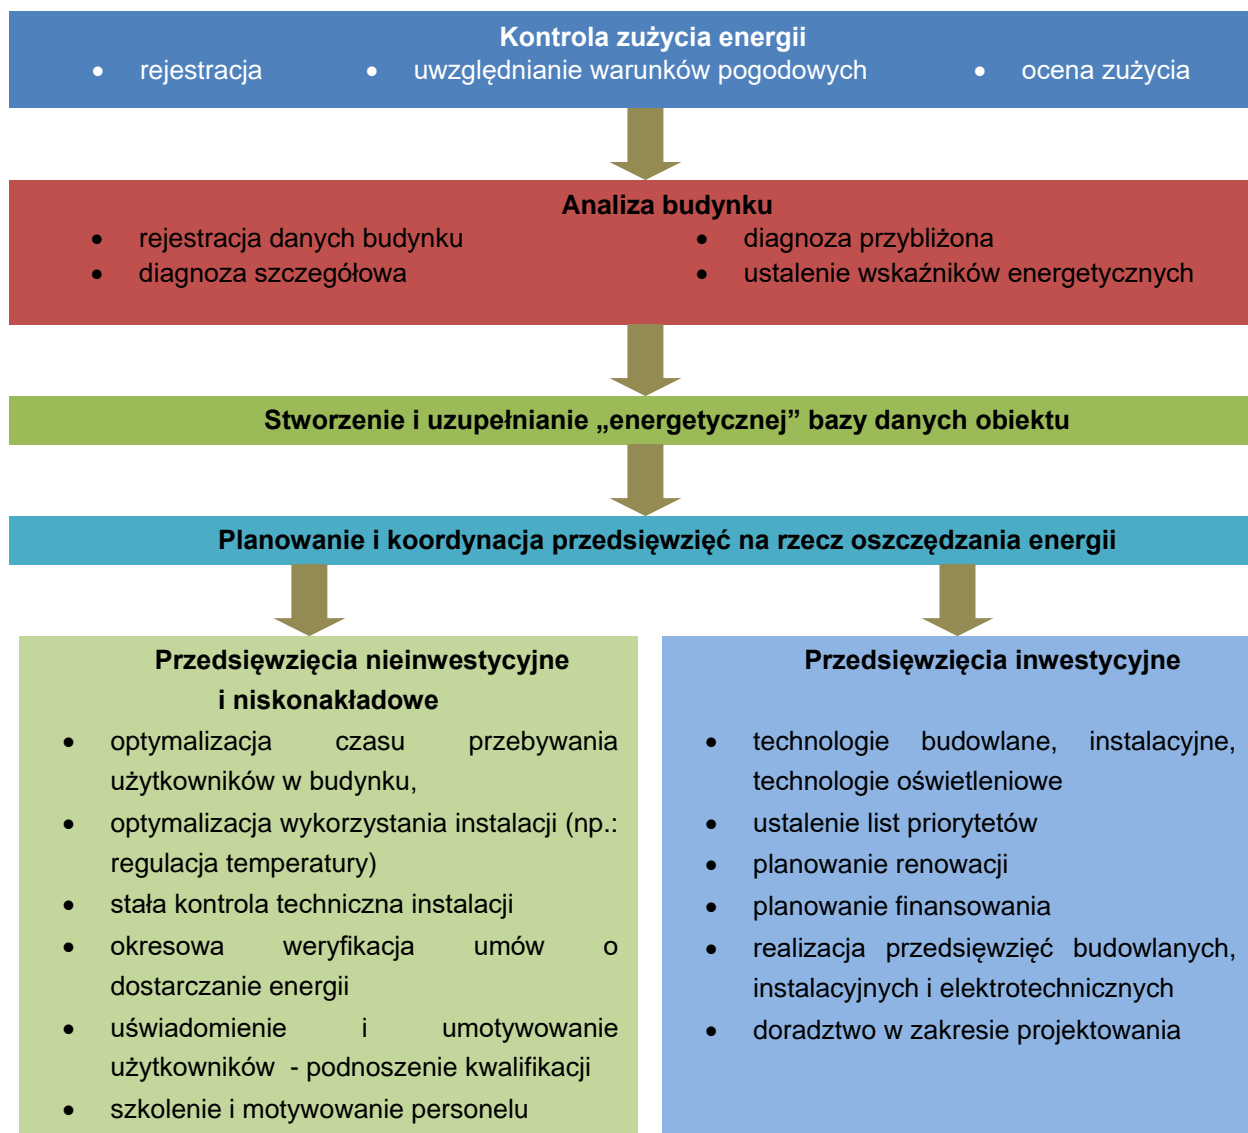 Kontrola zużycia energii
• rejestracja • uwzględnianie warunków pogodowych • ocena zużycia
Analiza budynku
• rejestracja danych budynku • diagnoza przybliżona
• diagnoza szczegółowa • ustalenie wskaźników energetycznych
Stworzenie i uzupełnianie „energetycznej” bazy danych obiektu
Planowanie i koordynacja przedsięwzięć na rzecz oszczędzania energii
Przedsięwzięcia nieinwestycyjne
i niskonakładowe
• optymalizacja czasu przebywania
użytkowników w budynku,
• optymalizacja wykorzystania instalacji (np.:
regulacja temperatury)
• stała kontrola techniczna instalacji
• okresowa weryfikacja umów o
dostarczanie energii
• uświadomienie i umotywowanie
użytkowników - podnoszenie kwalifikacji
• szkolenie i motywowanie personelu
Przedsięwzięcia inwestycyjne
• technologie budowlane, instalacyjne,
technologie oświetleniowe
• ustalenie list priorytetów
• planowanie renowacji
• planowanie finansowania
• realizacja przedsięwzięć budowlanych,
instalacyjnych i elektrotechnicznych
• doradztwo w zakresie projektowania